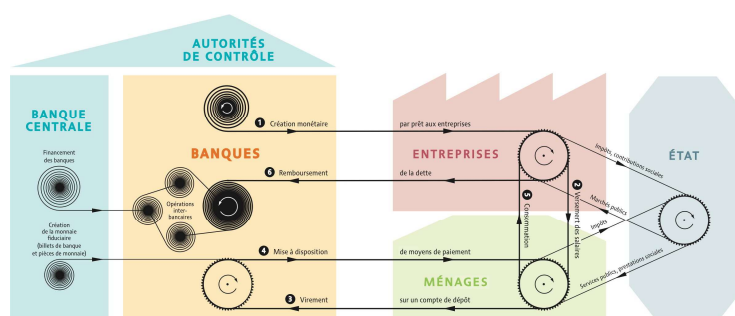 AUTORITÉS
DE CONTRÔLE
BANQUE
CENTRALE
Financement
des banques
Création
de la monnaie
fiduciaire
(billets de banque
et pièces de monnaie)
BANQUES
Opérations
inter-
bancaires
1 Création monétaire
par prêt aux entreprises
6 Remboursement
de la dette
4 Mise à disposition
de moyens de paiement
3 Virement
sur un compte de dépôt
ENTREPRISES
5 Consommation
2 Versement des salaires
MÉNAGES
Impôts, contributions sociales
Marchés publics
Impôts
Services publics, prestations sociales
ÉTAT